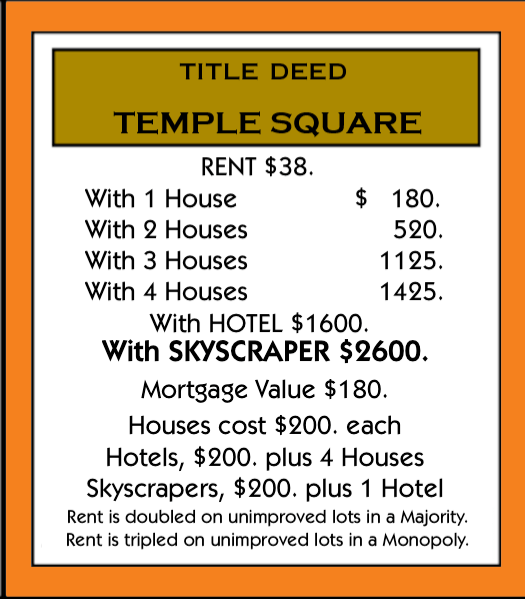 TITLE DEED
TEMPLE SQUARE
RENT $38.
With 1 House $ 180.
With 2 Houses 520.
With 3 Houses 1125.
With 4 Houses 1425.
With HOTEL $1600.
With SKYSCRAPER $2600.
Mortgage Value $180.
Houses cost $200. each
Hotels, $200. plus 4 Houses
Skyscrapers, $200. plus 1 Hotel
Rent is doubled on unimproved lots in a Majority.
Rent is tripled on unimproved lots in a Monopoly.